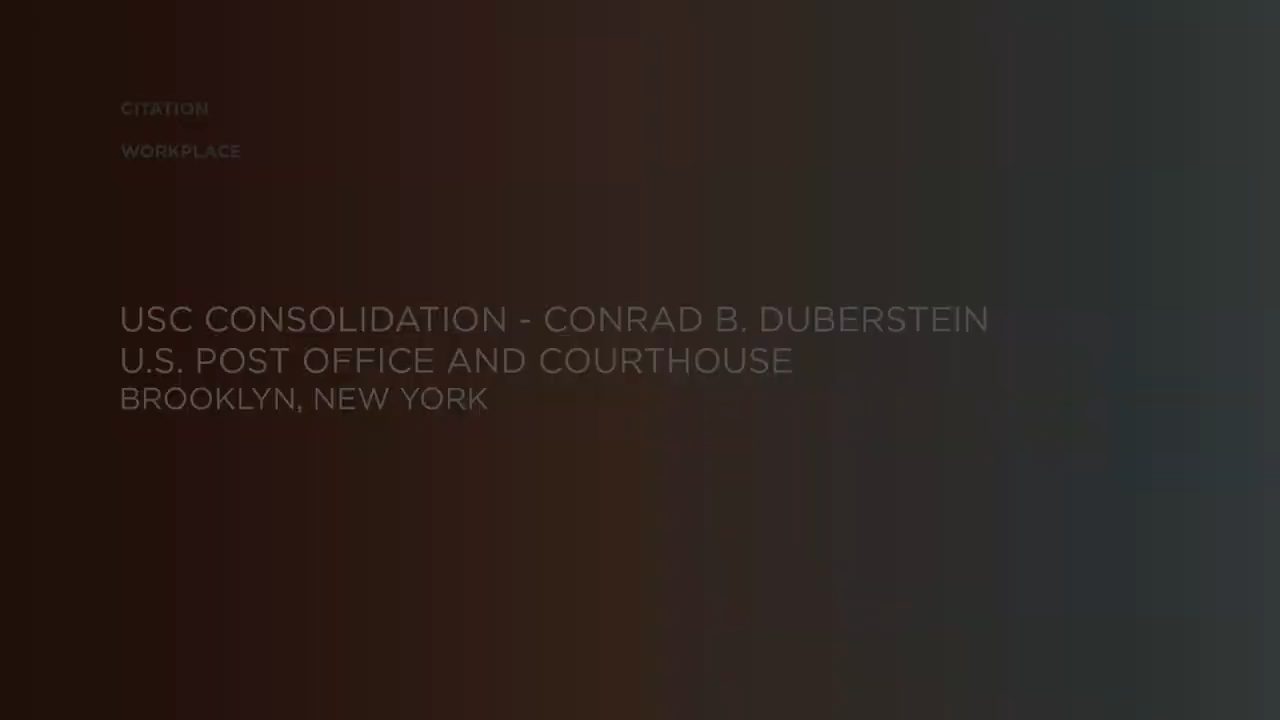 CITATION
WORKPLACE
USC CONSOLIDATION - CONRAD B. DUBERSTEIN
U.S. POST OFFICE AND COURTHOUSE
BROOKLYN, NEW YORK